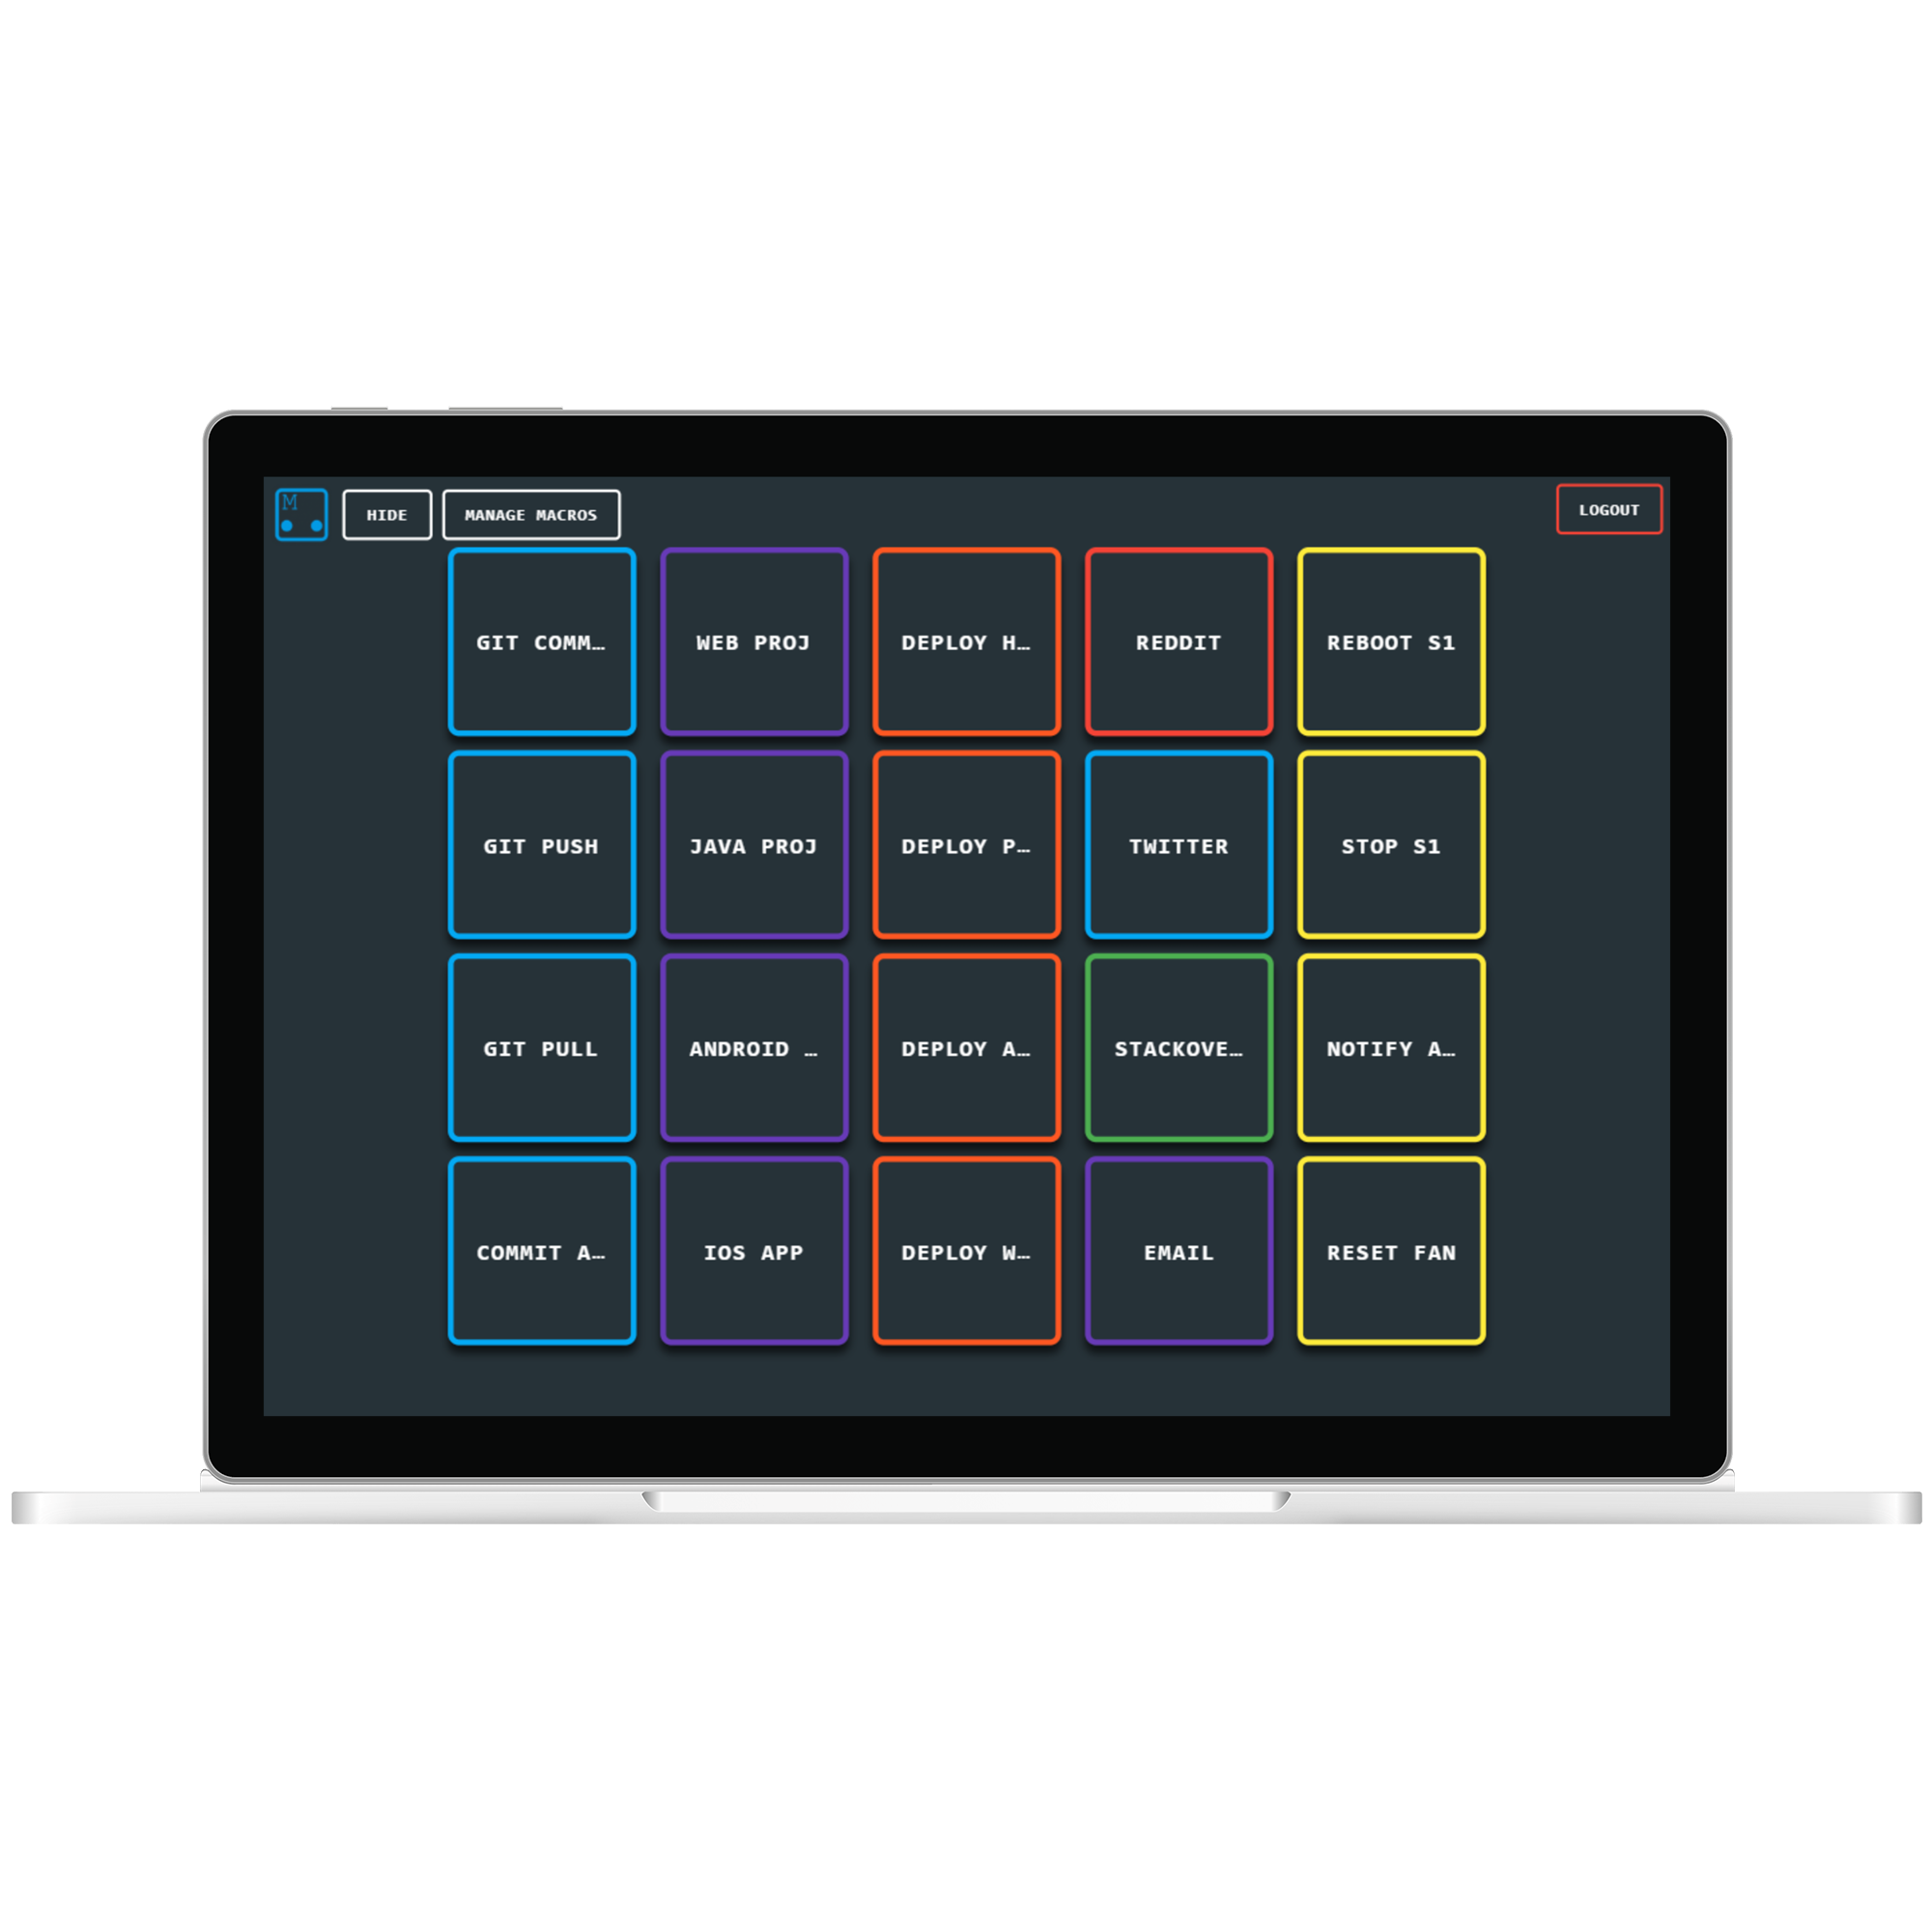 M
HIDE
MANAGE MACROS
LOGOUT
GIT COMM…
WEB PROJ
DEPLOY H…
REDDIT
REBOOT S1
GIT PUSH
JAVA PROJ
DEPLOY P…
TWITTER
STOP S1
GIT PULL
ANDROID …
DEPLOY A…
STACKOVE…
NOTIFY A…
COMMIT A…
IOS APP
DEPLOY W…
EMAIL
RESET FAN